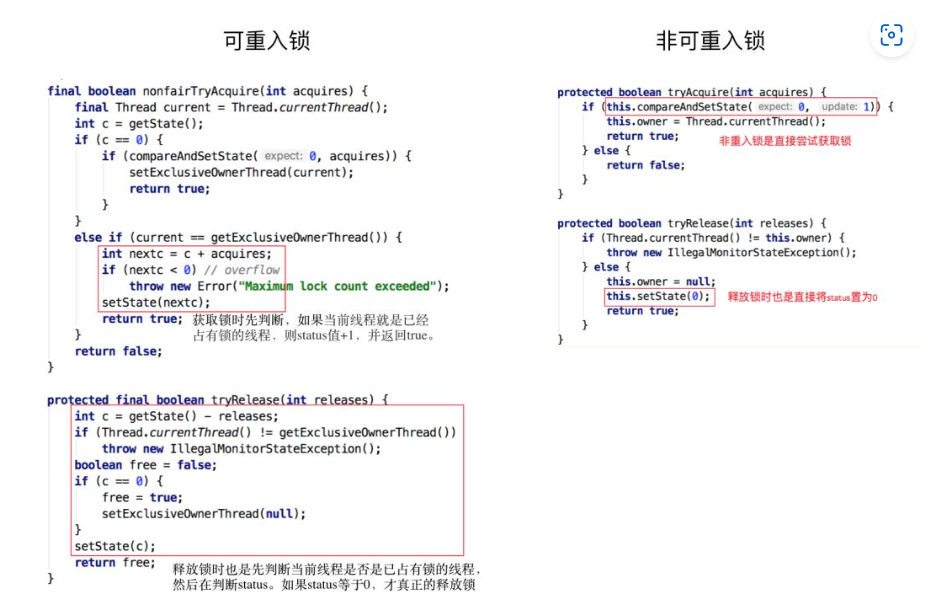 可重入锁
final boolean nonfairTryAcquire(int acquires) {
final Thread current = Thread.currentThread();
int c = getState();
if (c == 0) {
if (compareAndSetState( expect: 0, acquires)) {
setExclusiveOwnerThread(current);
return true;
}
}
else if (current == getExclusiveOwnerThread()) {
int nextc = c + acquires;
if (nextc < 0) // overflow
throw new Error("Maximum lock count exceeded");
setState(nextc);
return true;
获取锁时先判断，如果当前线程就是已经
占有锁的线程，则status值+1，并返回true。
}
return false;
}
protected final boolean tryRelease(int releases) {
int c = getState() - releases;
if (Thread.currentThread() != getExclusiveOwnerThread())
throw new IllegalMonitorStateException();
boolean free = false;
if (c == 0) {
free = true;
setExclusiveOwnerThread(null);
}
setState(c);
return free;
}
释放锁时也是先判断当前线程是否是已占有锁的线程，
然后在判断status。如果status等于0，才真正的释放锁
非可重入锁
protected boolean tryAcquire(int acquires) {
if (this.compareAndSetState( expect: 0, update: 1)) {
this.owner = Thread.currentThread();
return true;
非重入锁是直接尝试获取锁
} else {
return false;
}
}
protected boolean tryRelease(int releases) {
if (Thread.currentThread() != this.owner) {
throw new IllegalMonitorStateException();
} else {
this.owner = null;
this.setState(0);
释放锁时也是直接将status置为0
return true;
}
}